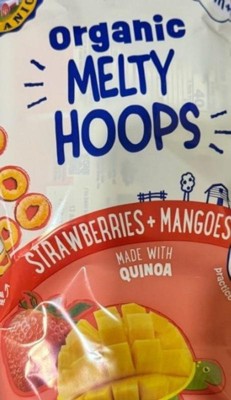 organic
MELTY
HOOPS
STRAWBERRIES + MANGOES
MADE WITH
QUINOA